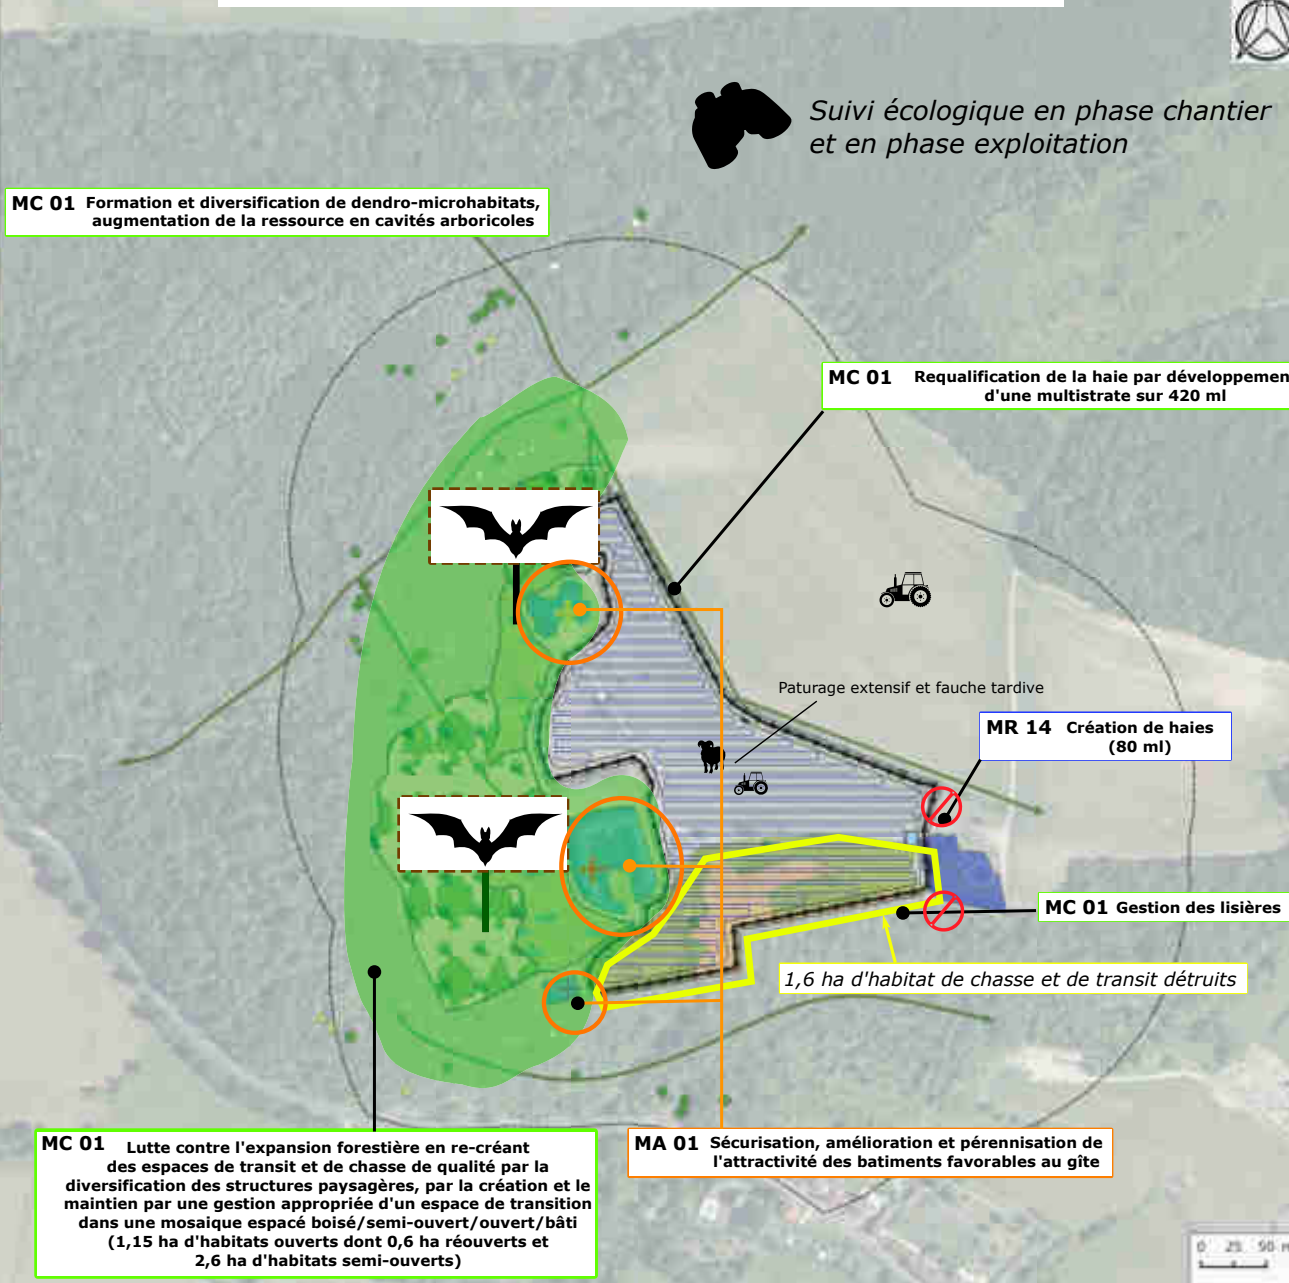 Suivi écologique en phase chantier
et en phase exploitation
MC 01 Formation et diversification de dendro-microhabitats,
augmentation de la ressource en cavités arboricoles
MC 01 Requalification de la haie par développemen
d'une multistrate sur 420 ml
Paturage extensif et fauche tardive
MR 14 Création de haies
(80 ml)
MC 01 Gestion des lisières
1,6 ha d'habitat de chasse et de transit détruits
MC 01 Lutte contre l'expansion forestière en re-créant
des espaces de transit et de chasse de qualité par la
diversification des structures paysagères, par la création et le
maintien par une gestion appropriée d'un espace de transition
dans une mosaique espacé boisé/semi-ouvert/ouvert/bâti
(1,15 ha d'habitats ouverts dont 0,6 ha réouverts et
2,6 ha d'habitats semi-ouverts)
MA 01 Sécurisation, amélioration et pérennisation de
l'attractivité des batiments favorables au gîte
0 25 50 m